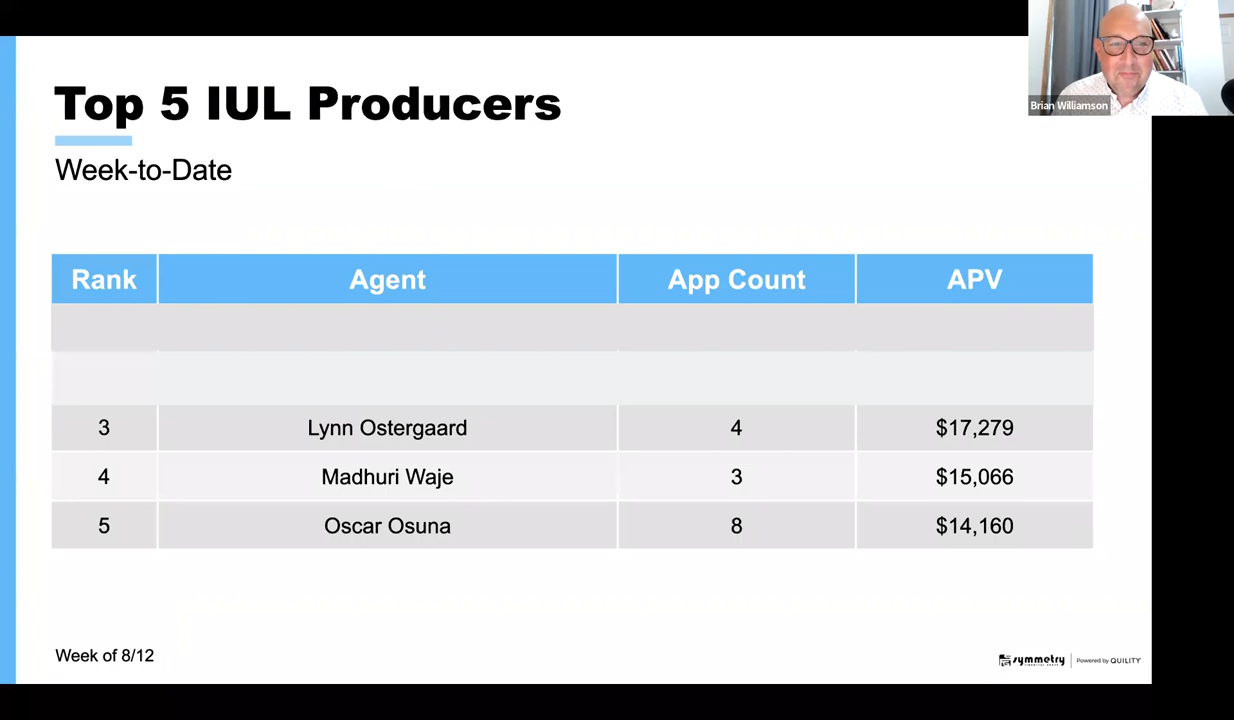 Brian Williamson
Top 5 IUL Producers
Week-to-Date
Rank Agent App Count APV
3 Lynn Ostergaard 4 $17,279
4 Madhuri Waje 3 $15,066
5 Oscar Osuna 8 $14,160
Week of 8/12
symmetry Powered by QUILITY